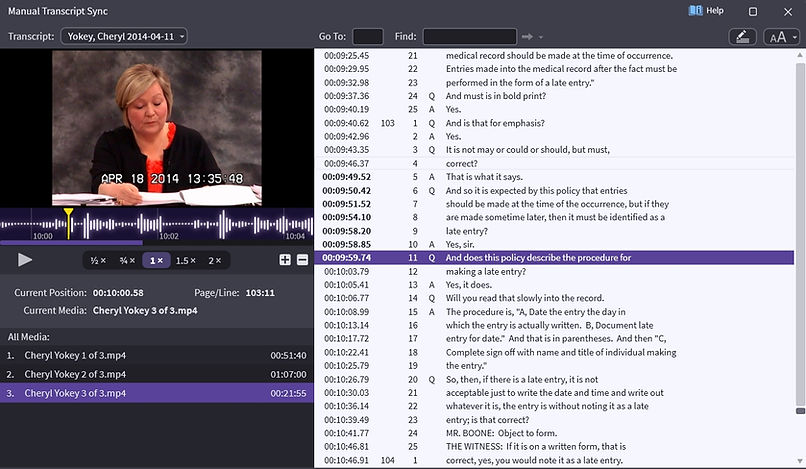 Manual Transcript Sync
Help
Transcript: Yokey, Cheryl 2014-04-11
Go To: Find:
AA
APR 18 2014 13:35:48
10:00 10:02 10:04
½ × ¾ × 1 × 1.5 × 2 ×
Current Position: 00:10:00.58 Page/Line: 103:11
Current Media: Cheryl Yokey 3 of 3.mp4
All Media:
1. Cheryl Yokey 1 of 3.mp4 00:51:40
2. Cheryl Yokey 2 of 3.mp4 01:07:00
3. Cheryl Yokey 3 of 3.mp4 00:21:55
00:09:25.45 21 medical record should be made at the time of occurrence.
00:09:29.95 22 Entries made into the medical record after the fact must be
00:09:32.98 23 performed in the form of a late entry."
00:09:37.36 24 Q And must is in bold print?
00:09:40.19 25 A Yes.
00:09:40.62 103 1 Q And is that for emphasis?
00:09:42.96 2 A Yes.
00:09:43.35 3 Q It is not may or could or should, but must,
00:09:46.37 4 correct?
00:09:49.52 5 A That is what it says.
00:09:50.42 6 Q And so it is expected by this policy that entries
00:09:51.52 7 should be made at the time of the occurrence, but if they
00:09:54.10 8 are made sometime later, then it must be identified as a
00:09:58.20 9 late entry?
00:09:58.85 10 A Yes, sir.
00:09:59.74 11 Q And does this policy describe the procedure for
00:10:03.79 12 making a late entry?
00:10:05.41 13 A Yes, it does.
00:10:06.77 14 Q Will you read that slowly into the record.
00:10:08.99 15 A The procedure is, "A, Date the entry the day in
00:10:13.14 16 which the entry is actually written. B, Document late
00:10:17.72 17 entry for date." And that is in parentheses. And then "C,
00:10:22.41 18 Complete sign off with name and title of individual making
00:10:25.79 19 the entry."
00:10:26.79 20 Q So, then, if there is a late entry, it is not
00:10:30.03 21 acceptable just to write the date and time and write out
00:10:36.14 22 whatever it is, the entry is without noting it as a late
00:10:39.49 23 entry; is that correct?
00:10:41.77 24 MR. BOONE: Object to form.
00:10:46.81 25 THE WITNESS: If it is on a written form, that is
00:10:46.91 104 1 correct, yes, you would note it as a late entry.